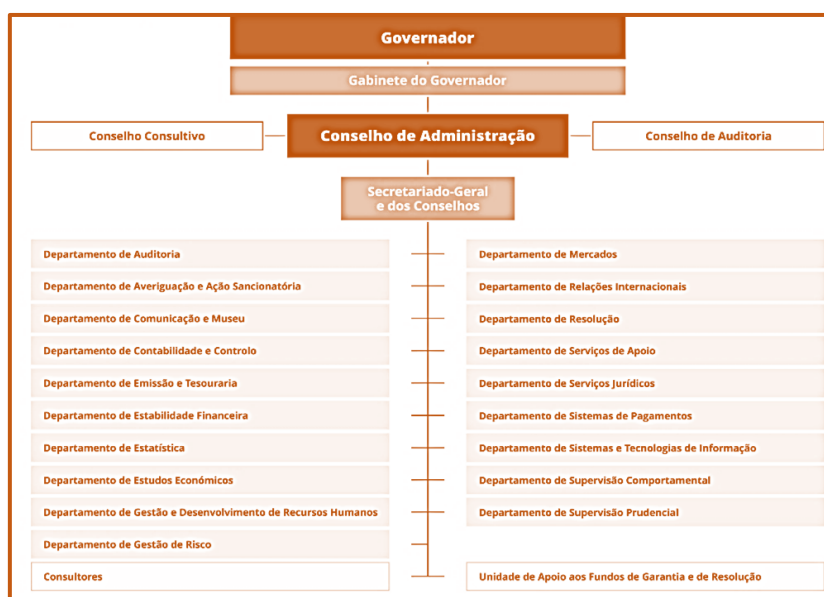 Governador
Gabinete do Governador
Conselho Consultivo
Conselho de Administração
Conselho de Auditoria
Secretariado-Geral
e dos Conselhos
Departamento de Auditoria
Departamento de Averiguação e Ação Sancionatória
Departamento de Comunicação e Museu
Departamento de Contabilidade e Controlo
Departamento de Emissão e Tesouraria
Departamento de Estabilidade Financeira
Departamento de Estatística
Departamento de Estudos Económicos
Departamento de Gestão e Desenvolvimento de Recursos Humanos
Departamento de Gestão de Risco
Consultores
Departamento de Mercados
Departamento de Relações Internacionais
Departamento de Resolução
Departamento de Serviços de Apoio
Departamento de Serviços Jurídicos
Departamento de Sistemas de Pagamentos
Departamento de Sistemas e Tecnologias de Informação
Departamento de Supervisão Comportamental
Departamento de Supervisão Prudencial
Unidade de Apoio aos Fundos de Garantia e de Resolução